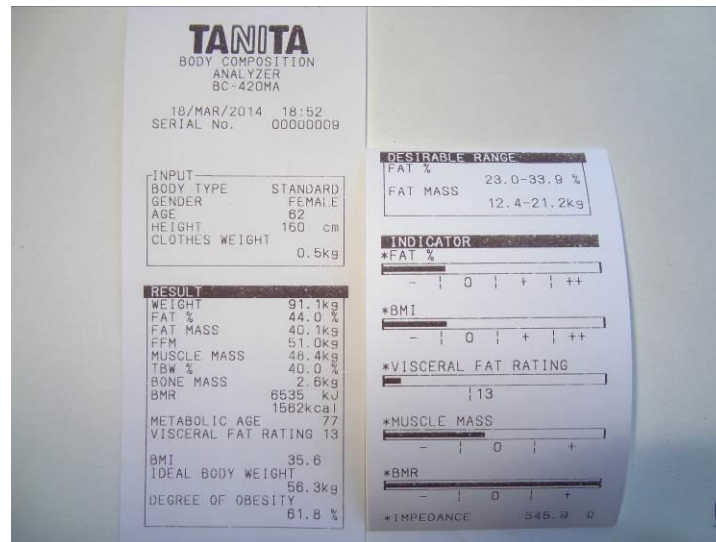 TANITA
BODY COMPOSITION
ANALYZER
BC-420MA
18/MAR/2014 18:52
SERIAL No. 00000009
INPUT
BODY TYPE STANDARD
GENDER FEMALE
AGE 62
HEIGHT 160 cm
CLOTHES WEIGHT
0.5kg
RESULT
WEIGHT 91.1kg
FAT % 44.0 %
FAT MASS 40.1kg
FFM 51.0kg
MUSCLE MASS 48.4kg
TBW % 40.0 %
BONE MASS 2.6kg
BMR 6535 kJ
1562kcal
METABOLIC AGE 77
VISCERAL FAT RATING 13
BMI 35.6
IDEAL BODY WEIGHT
56.3kg
DEGREE OF OBESITY
61.8 %
DESIRABLE RANGE
FAT %
23.0-33.9 %
FAT MASS
12.4-21.2kg
INDICATOR
*FAT %
- | 0 | + | ++
*BMI
- | 0 | + | ++
*VISCERAL FAT RATING
|13
*MUSCLE MASS
- | 0 | +
*BMR
- | 0 | +
*IMPEDANCE 545.9 Ω